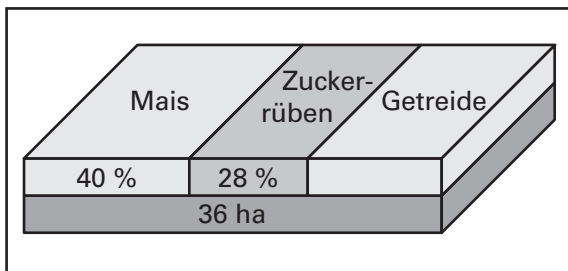 Mais
Zucker-
rüben
Getreide
40 %
28 %
36 ha